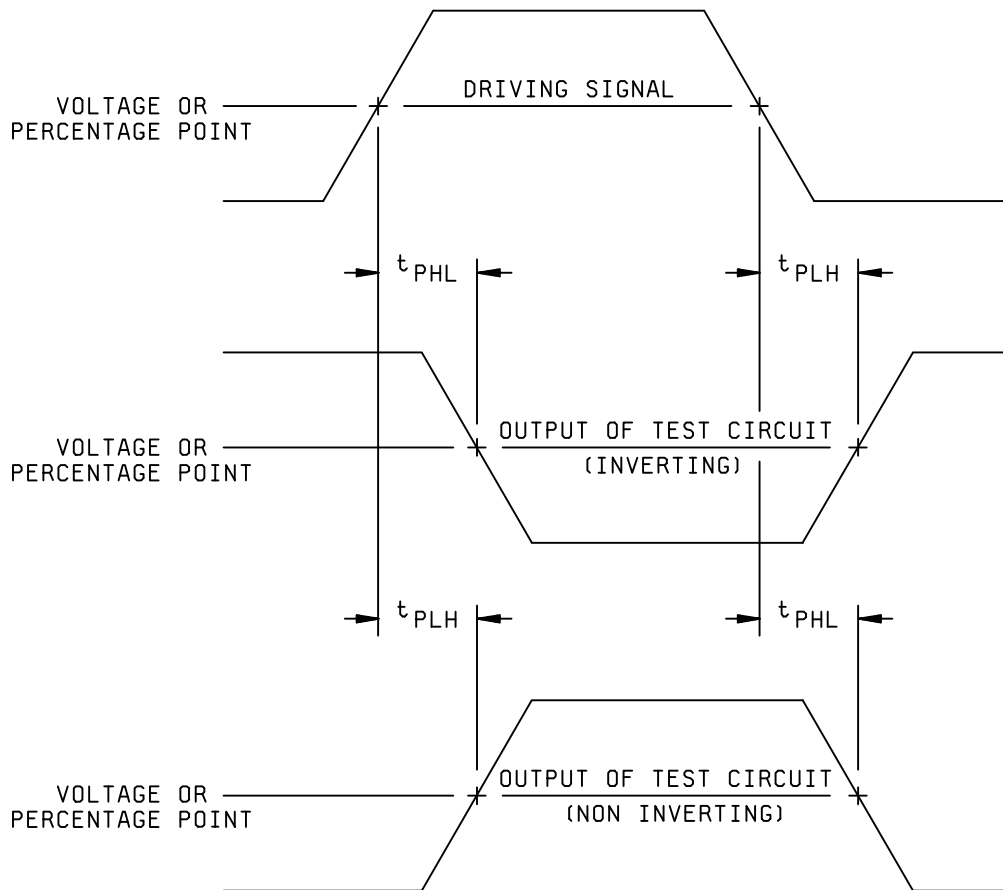 DRIVING SIGNAL
VOLTAGE OR
PERCENTAGE POINT
tPHL
tPLH
OUTPUT OF TEST CIRCUIT
(INVERTING)
VOLTAGE OR
PERCENTAGE POINT
tPLH
tPHL
OUTPUT OF TEST CIRCUIT
(NON INVERTING)
VOLTAGE OR
PERCENTAGE POINT